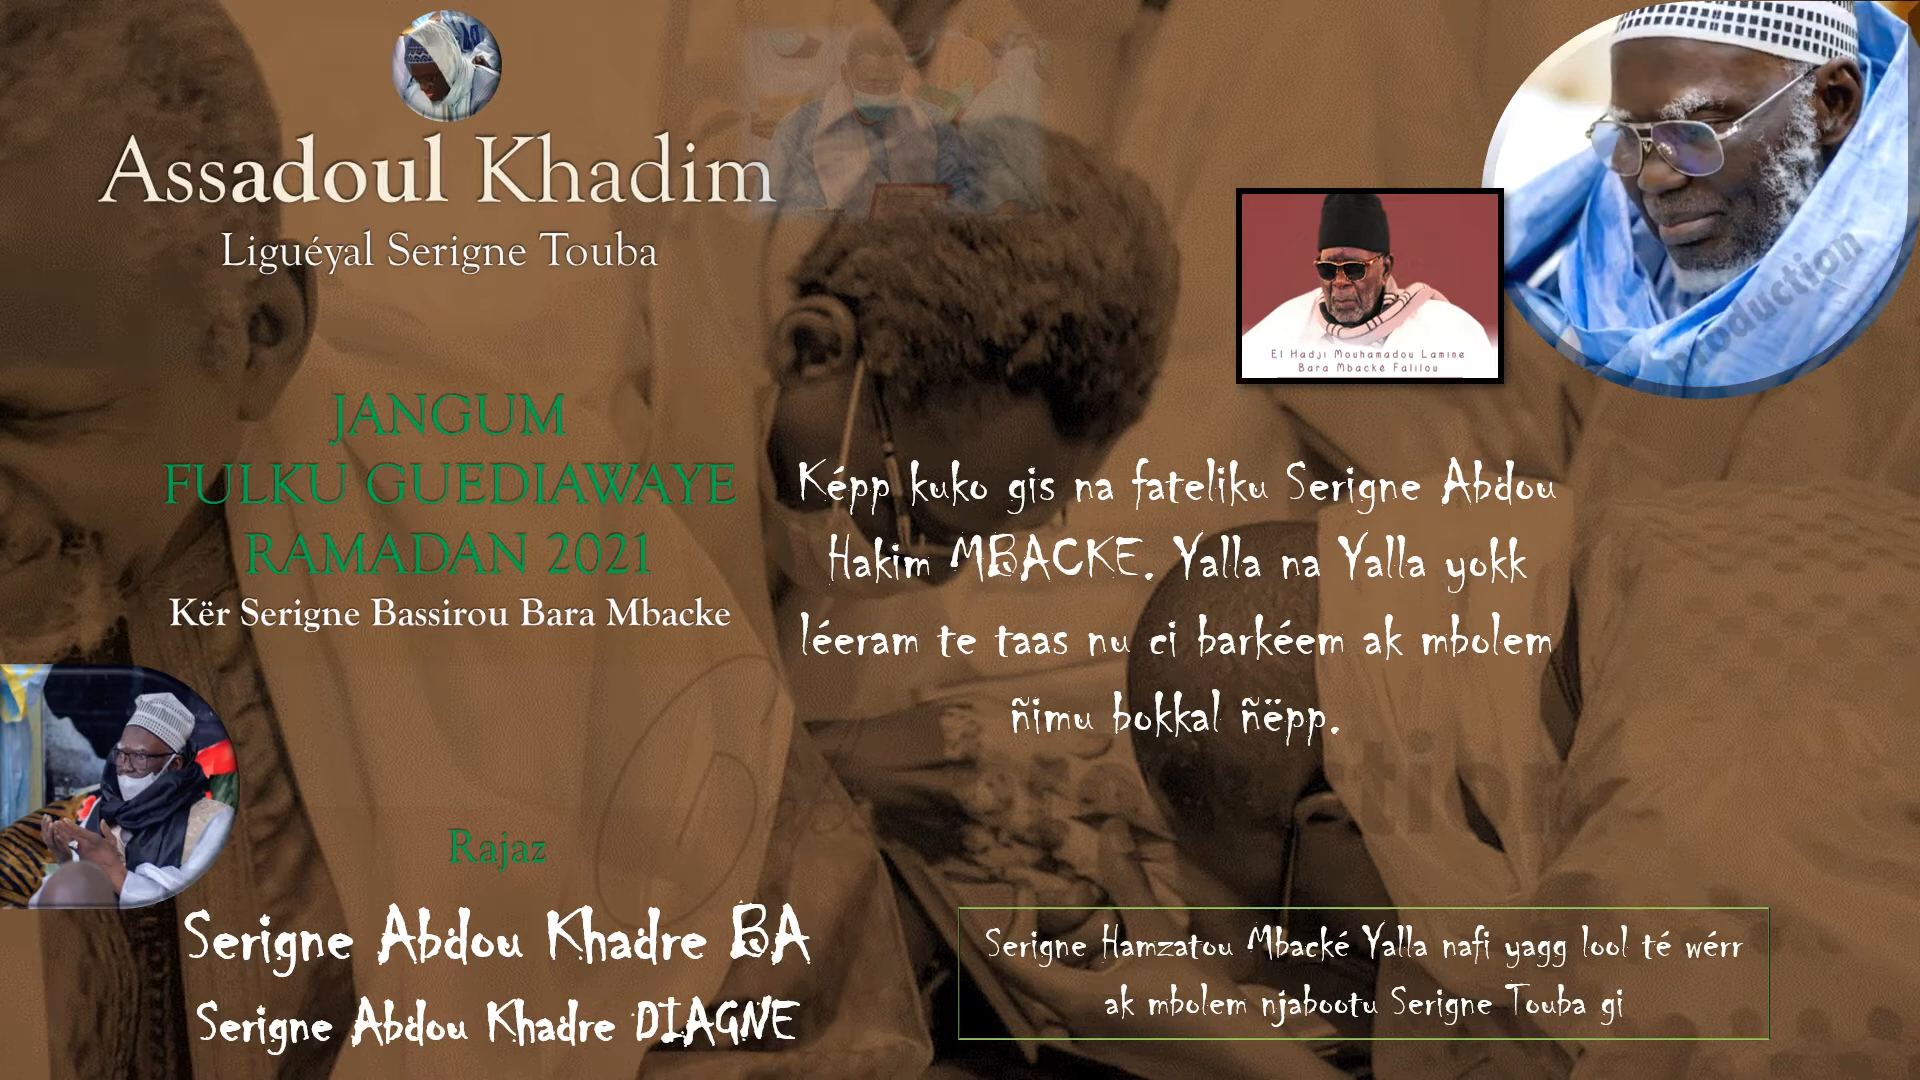 Assadoul Khadim
Liguéyal Serigne Touba
El Hadji Mouhamadou Lamine
Bara Mbacké Falilou
production
JANGUM
FULKU GUEDIAWAYE
RAMADAN 2021
Kër Serigne Bassirou Bara Mbacke
Képp kuko gis na fateliku Serigne Abdou
Hakim MBACKE. Yalla na Yalla yokk
léeram te taas nu ci barkéem ak mbolem
ñimu bokkal ñëpp.
Rajaz
Serigne Abdou Khadre BA
Serigne Abdou Khadre DIAGNE
Serigne Hamzatou Mbacké Yalla nafi yagg lool té wérr
ak mbolem njabootu Serigne Touba gi